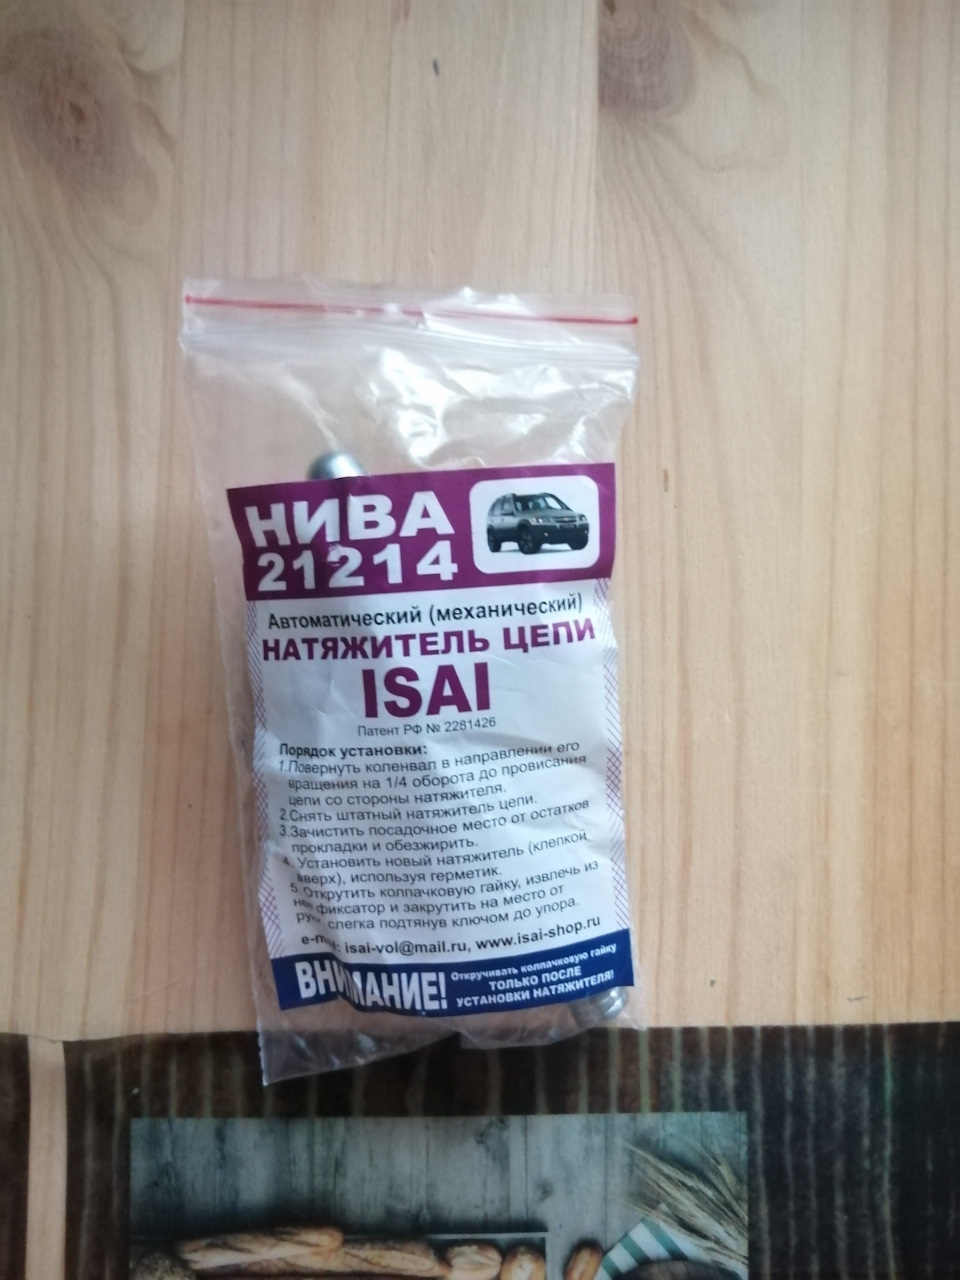 НИВА
21214
Автоматический (механический)
НАТЯЖИТЕЛЬ ЦЕПИ
ISAI
Патент РФ № 2281426
Порядок установки:
1.Повернуть коленвал в направлении его
вращения на 1/4 оборота до провисания
цепи со стороны натяжителя.
2.Снять штатный натяжитель цепи.
3.Зачистить посадочное место от остатков
прокладки и обезжирить.
4. Установить новый натяжитель (клепкой
вверх), используя герметик.
5. Открутить колпачковую гайку, извлечь из
нее фиксатор и закрутить на место от
руки, слегка подтянув ключом до упора.
e-mail: isai-vol@mail.ru, www.isai-shop.ru
ВНИМАНИЕ!
Откручивать колпачковую гайку
ТОЛЬКО ПОСЛЕ
УСТАНОВКИ НАТЯЖИТЕЛЯ!